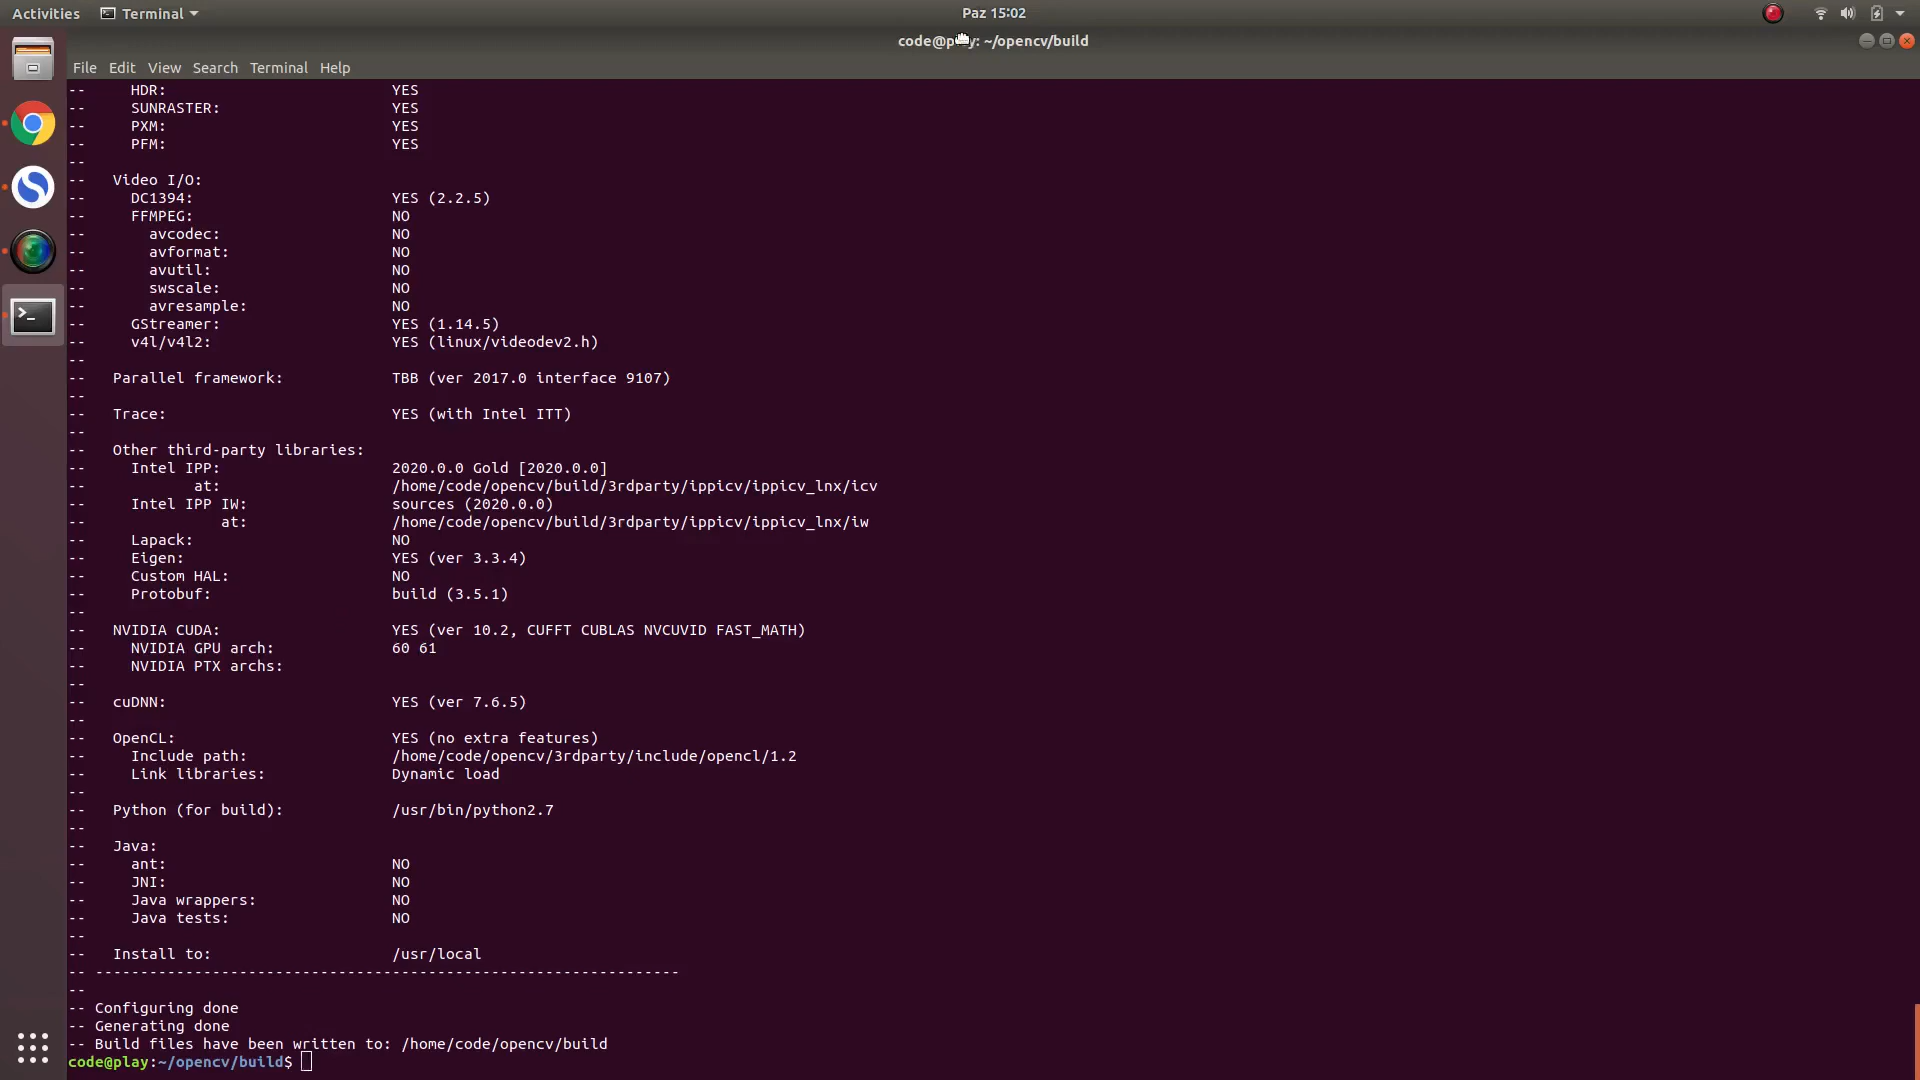 Activities Terminal Paz 15:02
code@play: ~/opencv/build
File Edit View Search Terminal Help
-- HDR: YES
-- SUNRASTER: YES
-- PXM: YES
-- PFM: YES
--
-- Video I/O:
-- DC1394: YES (2.2.5)
-- FFMPEG: NO
-- avcodec: NO
-- avformat: NO
-- avutil: NO
-- swscale: NO
-- avresample: NO
-- GStreamer: YES (1.14.5)
-- v4l/v4l2: YES (linux/videodev2.h)
--
-- Parallel framework: TBB (ver 2017.0 interface 9107)
--
-- Trace: YES (with Intel ITT)
--
-- Other third-party libraries:
-- Intel IPP: 2020.0.0 Gold [2020.0.0]
-- at: /home/code/opencv/build/3rdparty/ippicv/ippicv_lnx/icv
-- Intel IPP IW: sources (2020.0.0)
-- at: /home/code/opencv/build/3rdparty/ippicv/ippicv_lnx/iw
-- Lapack: NO
-- Eigen: YES (ver 3.3.4)
-- Custom HAL: NO
-- Protobuf: build (3.5.1)
--
-- NVIDIA CUDA: YES (ver 10.2, CUFFT CUBLAS NVCUVID FAST_MATH)
-- NVIDIA GPU arch: 60 61
-- NVIDIA PTX archs:
--
-- cuDNN: YES (ver 7.6.5)
--
-- OpenCL: YES (no extra features)
-- Include path: /home/code/opencv/3rdparty/include/opencl/1.2
-- Link libraries: Dynamic load
--
-- Python (for build): /usr/bin/python2.7
--
-- Java:
-- ant: NO
-- JNI: NO
-- Java wrappers: NO
-- Java tests: NO
--
-- Install to: /usr/local
-- -----------------------------------------------------------------
--
-- Configuring done
-- Generating done
-- Build files have been written to: /home/code/opencv/build
code@play:~/opencv/build$